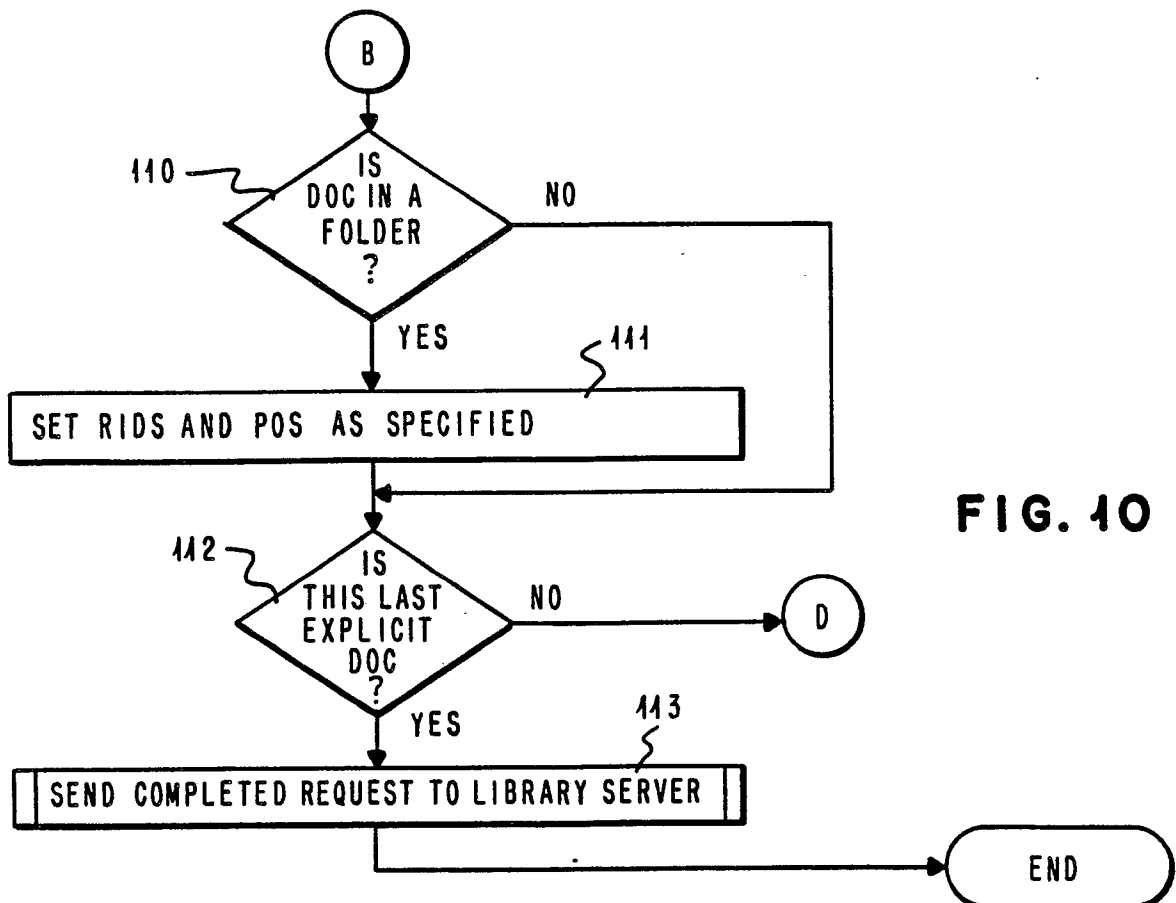 B
110
IS
DOC IN A
FOLDER
?
NO
YES
111
SET RIDS AND POS AS SPECIFIED
FIG. 10
112
IS
THIS LAST
EXPLICIT
DOC
?
NO
D
YES
113
SEND COMPLETED REQUEST TO LIBRARY SERVER
END